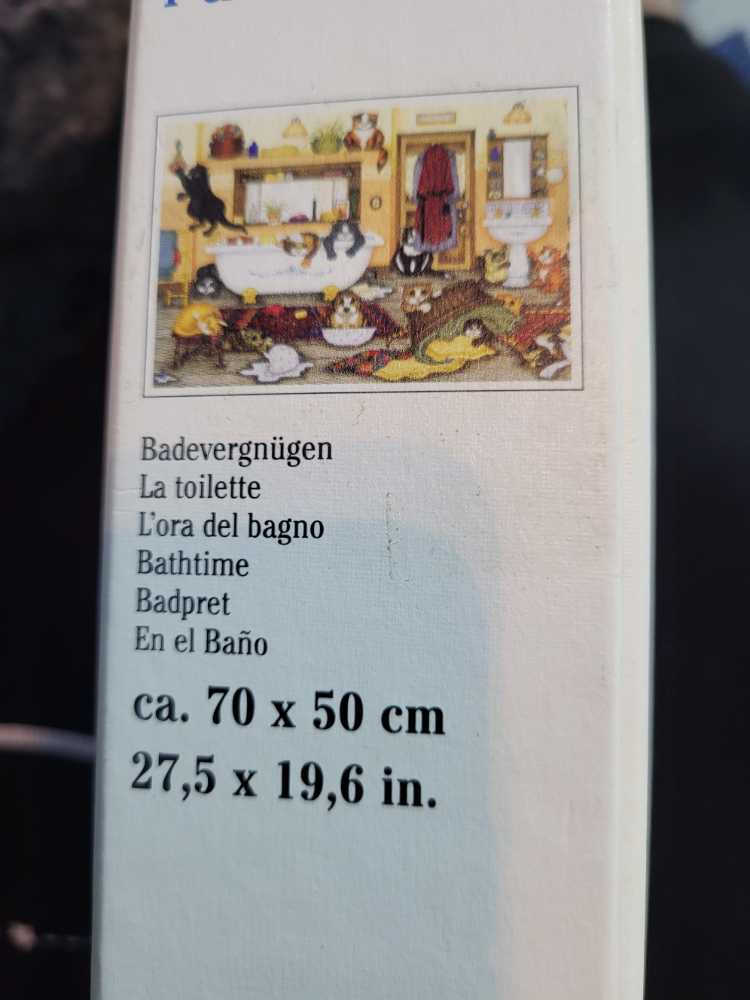 Badevergnügen
La toilette
L'ora del bagno
Bathtime
Badpret
En el Baño
ca. 70 x 50 cm
27,5 x 19,6 in.